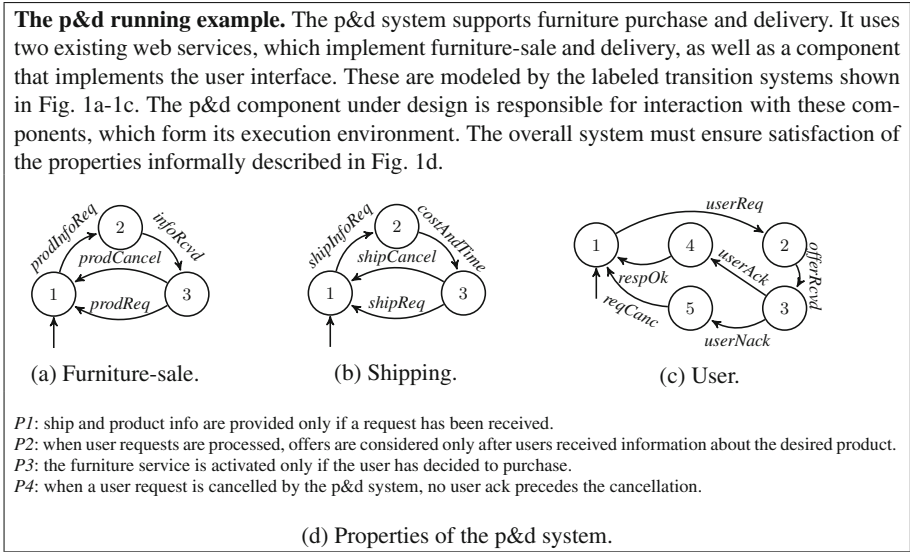 The p&d running example. The p&d system supports furniture purchase and delivery. It uses
two existing web services, which implement furniture-sale and delivery, as well as a component
that implements the user interface. These are modeled by the labeled transition systems shown
in Fig. 1a-1c. The p&d component under design is responsible for interaction with these com-
ponents, which form its execution environment. The overall system must ensure satisfaction of
the properties informally described in Fig. 1d.
prodInfoReq
2
infoRcvd
prodCancel
1
3
prodReq
(a) Furniture-sale.
shipInfoReq
2
costAndTime
shipCancel
1
3
shipReq
(b) Shipping.
userReq
1
4
2
offerRcvd
userAck
respOk
reqCanc
5
3
userNack
(c) User.
P1: ship and product info are provided only if a request has been received.
P2: when user requests are processed, offers are considered only after users received information about the desired product.
P3: the furniture service is activated only if the user has decided to purchase.
P4: when a user request is cancelled by the p&d system, no user ack precedes the cancellation.
(d) Properties of the p&d system.